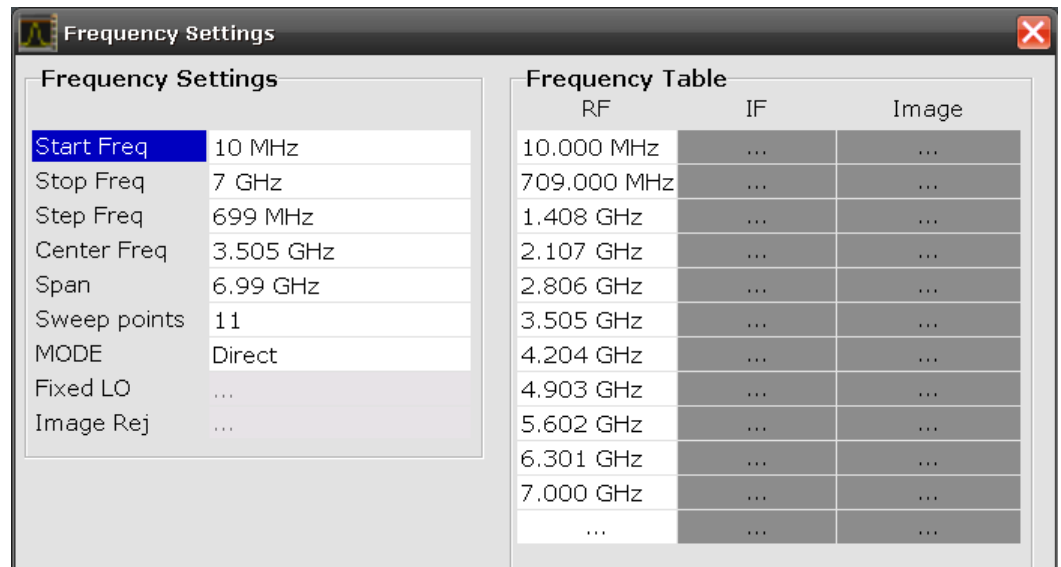 Frequency Settings
Frequency Settings
Start Freq 10 MHz
Stop Freq 7 GHz
Step Freq 699 MHz
Center Freq 3.505 GHz
Span 6.99 GHz
Sweep points 11
MODE Direct
Fixed LO ...
Image Rej ...
Frequency Table
RF IF Image
10.000 MHz ... ...
709.000 MHz ... ...
1.408 GHz ... ...
2.107 GHz ... ...
2.806 GHz ... ...
3.505 GHz ... ...
4.204 GHz ... ...
4.903 GHz ... ...
5.602 GHz ... ...
6.301 GHz ... ...
7.000 GHz ... ...
... ... ...